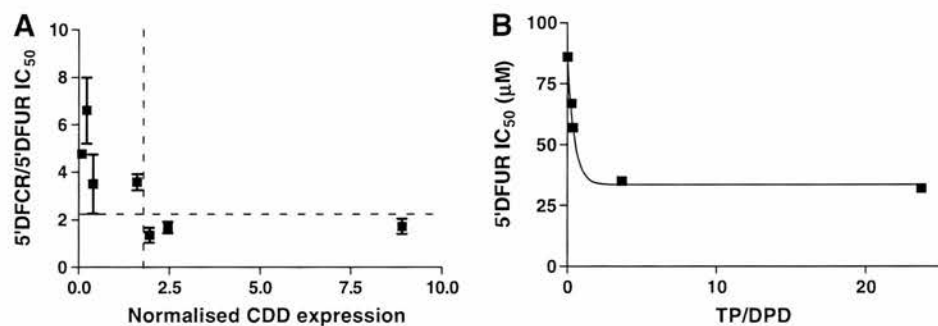 A
5'DFCR/5'DFUR IC50
10
8
6
4
2
0
0.0 2.5 5.0 7.5 10.0
Normalised CDD expression
B
5'DFUR IC50 (µM)
100
75
50
25
0
0 10 20
TP/DPD